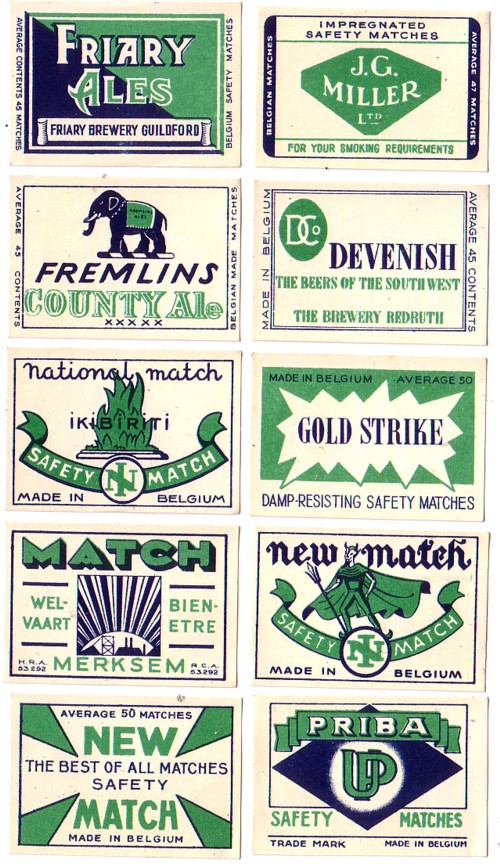 AVERAGE CONTENTS 45 MATCHES
FRIARY
ALES
FRIARY BREWERY GUILDFORD
BELGIUM SAFETY MATCHES
IMPREGNATED
SAFETY MATCHES
BELGIAN MATCHES
J.G.
MILLER
LTD
AVERAGE 47 MATCHES
FOR YOUR SMOKING REQUIREMENTS
AVERAGE 45 CONTENTS
FREMLINS
COUNTY Ale
XXXXX
BELGIAN MADE MATCHES
MADE IN BELGIUM
DCo
DEVENISH
THE BEERS OF THE SOUTH WEST
THE BREWERY REDRUTH
AVERAGE 45 CONTENTS
national match
IKIBIRITI
SAFETY MATCH
N
MADE IN BELGIUM
MADE IN BELGIUM AVERAGE 50
GOLD STRIKE
DAMP-RESISTING SAFETY MATCHES
MATCH
WEL-
VAART
BIEN-
ETRE
H.R.A.
53.292
MERKSEM
R.C.A.
53.292
new match
SAFETY MATCH
N
MADE IN BELGIUM
AVERAGE 50 MATCHES
NEW
THE BEST OF ALL MATCHES
SAFETY
MATCH
MADE IN BELGIUM
PRIBA
UP
SAFETY MATCHES
TRADE MARK MADE IN BELGIUM